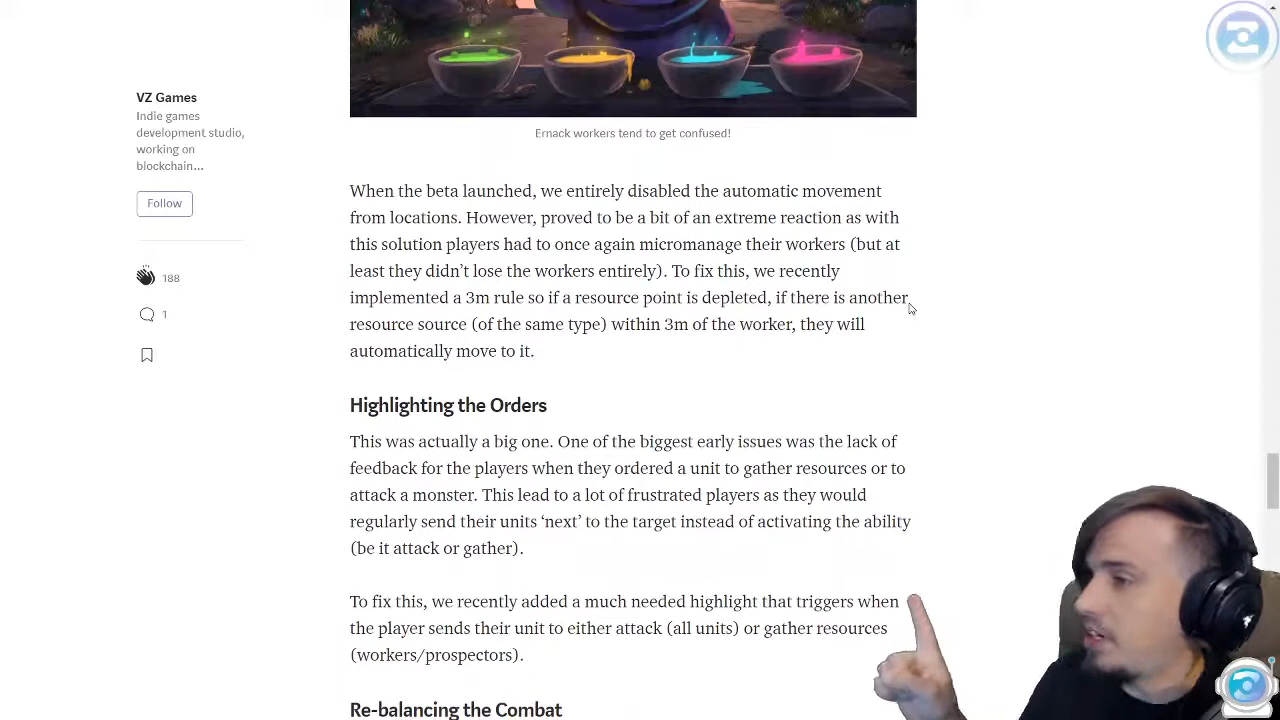 Ernack workers tend to get confused!
VZ Games
Indie games
development studio,
working on
blockchain...
Follow
188
1
When the beta launched, we entirely disabled the automatic movement
from locations. However, proved to be a bit of an extreme reaction as with
this solution players had to once again micromanage their workers (but at
least they didn’t lose the workers entirely). To fix this, we recently
implemented a 3m rule so if a resource point is depleted, if there is another
resource source (of the same type) within 3m of the worker, they will
automatically move to it.
Highlighting the Orders
This was actually a big one. One of the biggest early issues was the lack of
feedback for the players when they ordered a unit to gather resources or to
attack a monster. This lead to a lot of frustrated players as they would
regularly send their units ‘next’ to the target instead of activating the ability
(be it attack or gather).
To fix this, we recently added a much needed highlight that triggers when
the player sends their unit to either attack (all units) or gather resources
(workers/prospectors).
Re-balancing the Combat